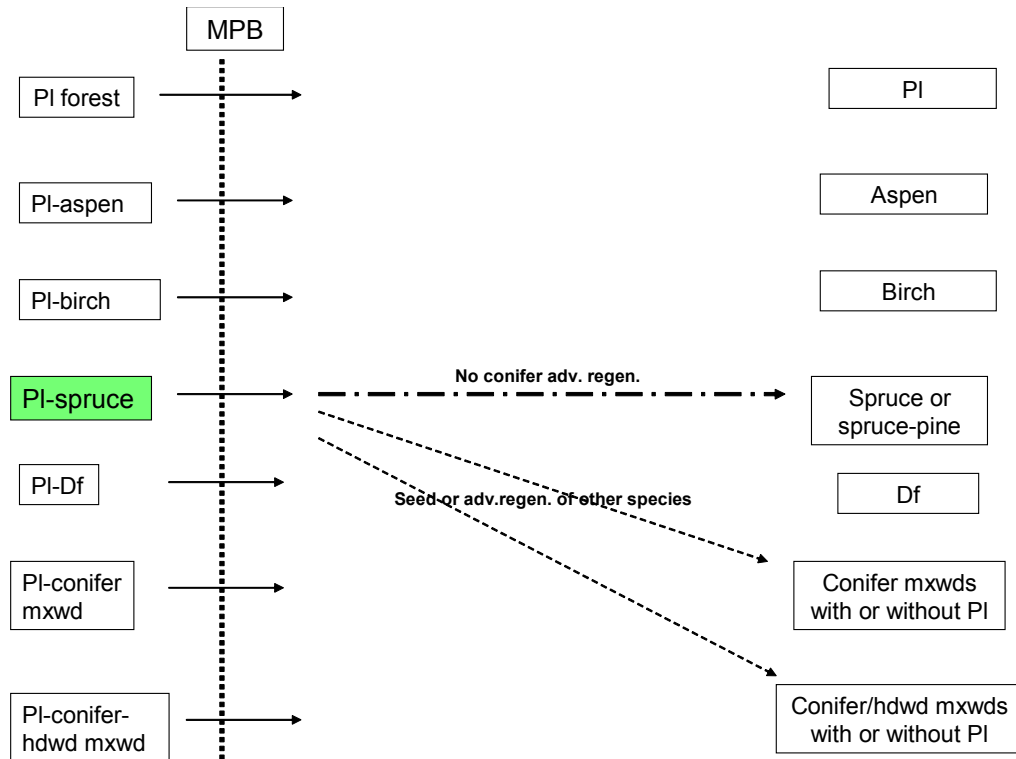 MPB
Pl forest
Pl
Pl-aspen
Aspen
Pl-birch
Birch
Pl-spruce
No conifer adv. regen.
Spruce or
spruce-pine
Pl-Df
Seed or adv.regen. of other species
Df
Pl-conifer
mxwd
Conifer mxwds
with or without Pl
Pl-conifer-
hdwd mxwd
Conifer/hdwd mxwds
with or without Pl